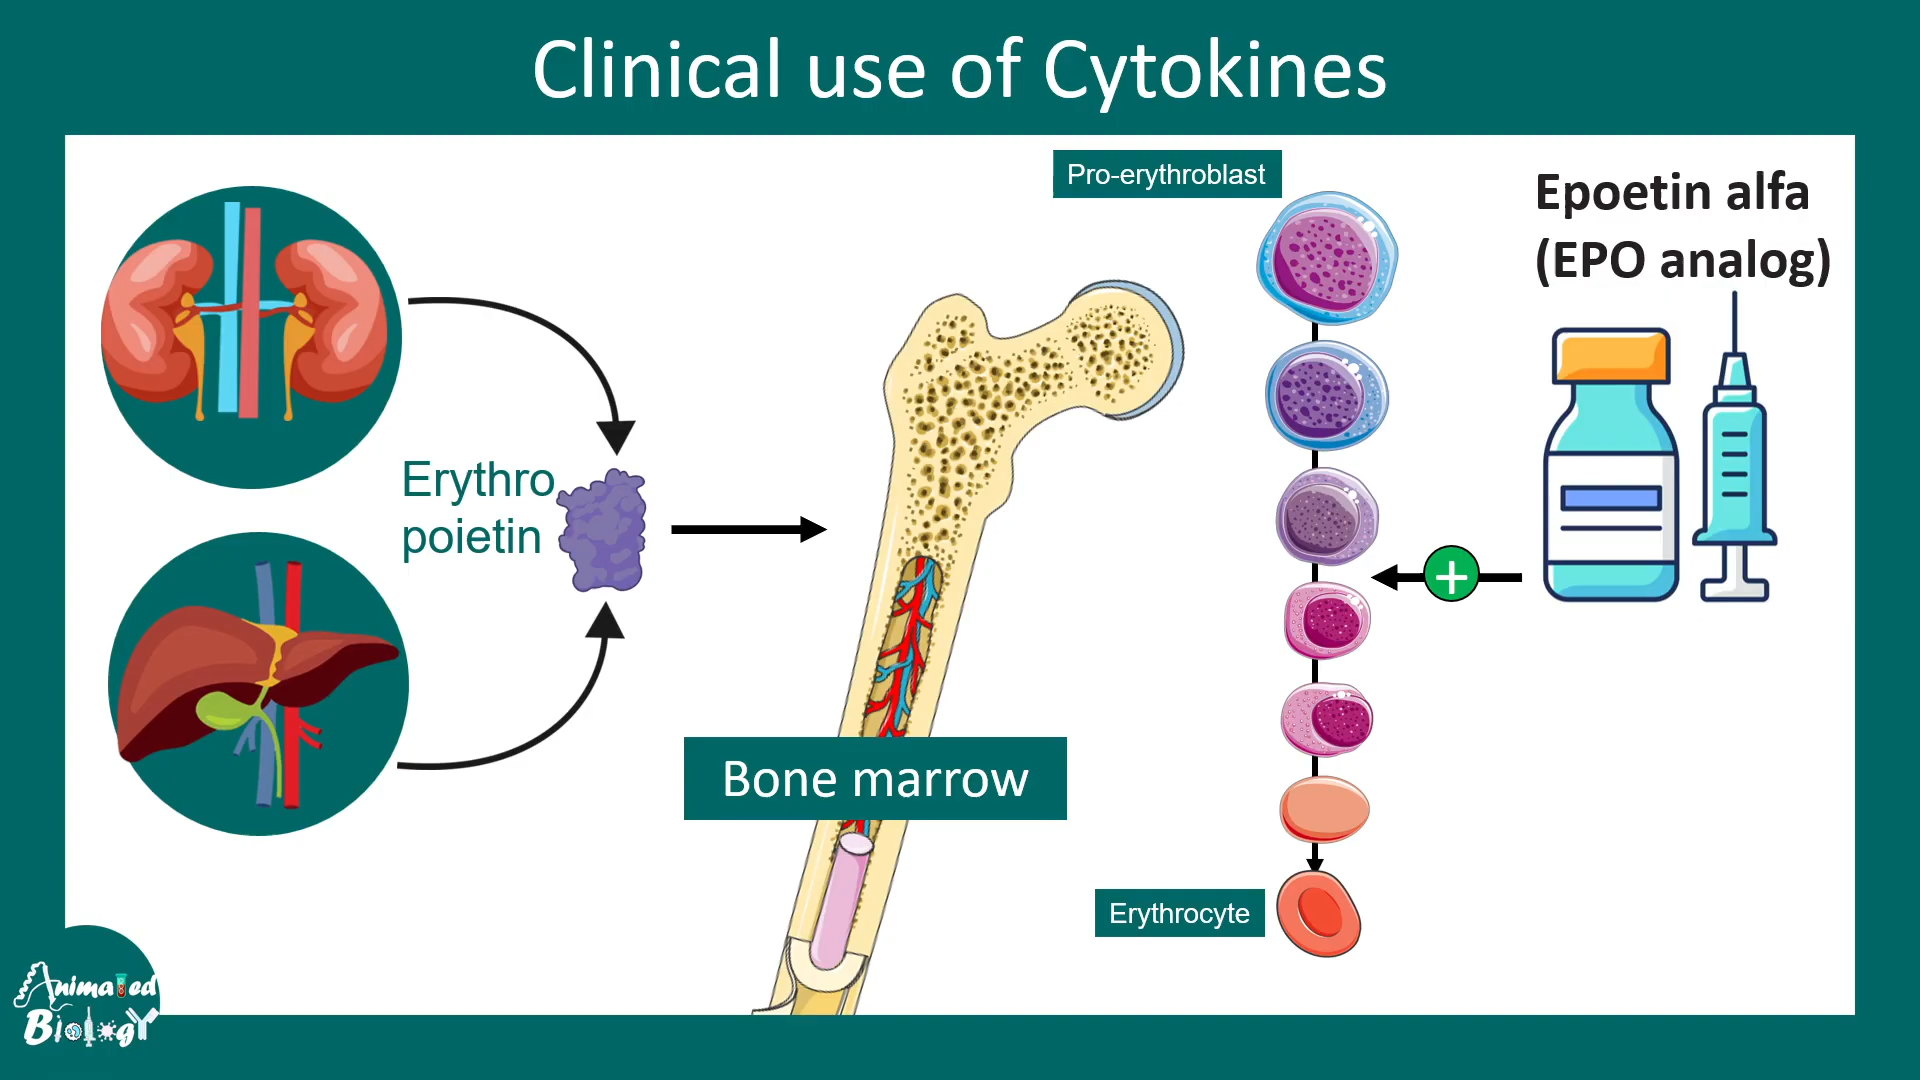 Clinical use of Cytokines
Pro-erythroblast
Epoetin alfa
(EPO analog)
Erythro
poietin
Bone marrow
Erythrocyte
Animated
Biology